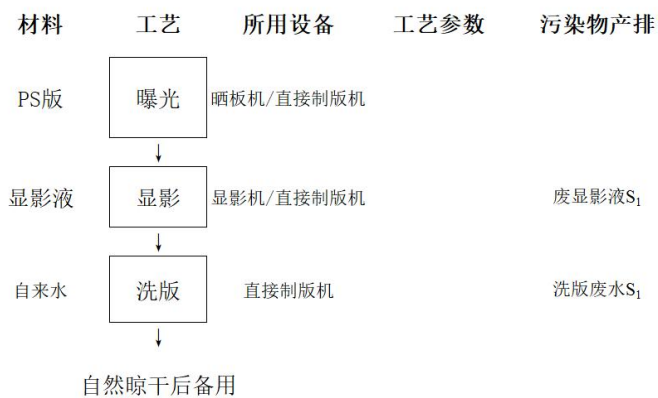 材料 工艺 所用设备 工艺参数 污染物产排
PS版 曝光 晒板机/直接制版机
显影液 显影 显影机/直接制版机 废显影液S₁
自来水 洗版 直接制版机 洗版废水S₁
自然晾干后备用